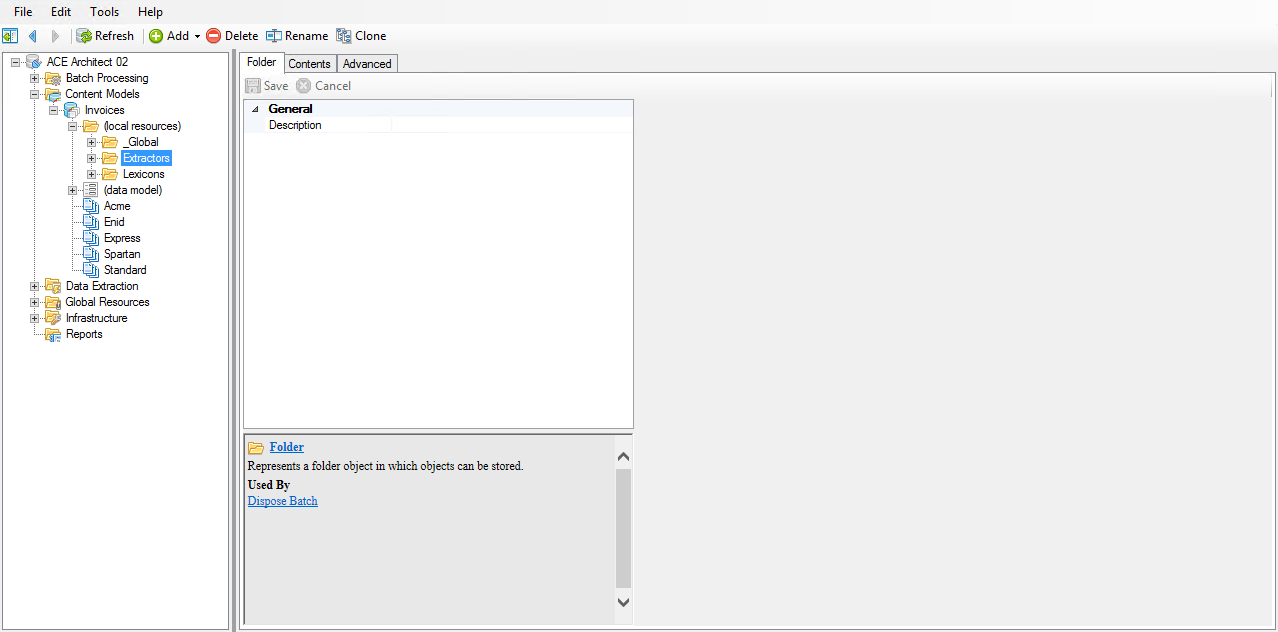 File Edit Tools Help
Refresh Add Delete Rename Clone
ACE Architect 02
Batch Processing
Content Models
Invoices
(local resources)
_Global
Extractors
Lexicons
(data model)
Acme
Enid
Express
Spartan
Standard
Data Extraction
Global Resources
Infrastructure
Reports
Folder Contents Advanced
Save Cancel
General
Description
Folder
Represents a folder object in which objects can be stored.
Used By
Dispose Batch